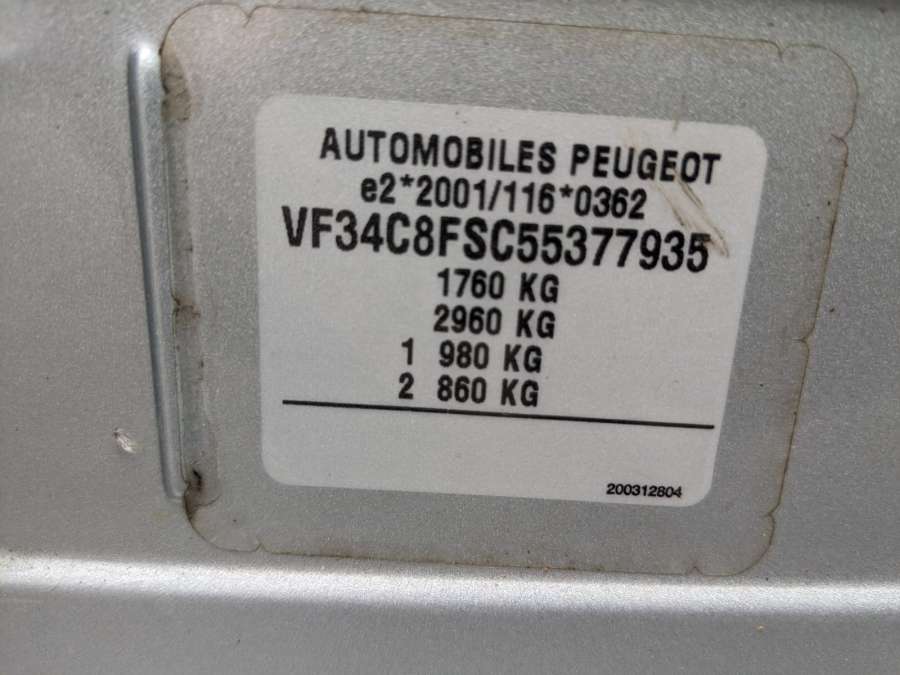 AUTOMOBILES PEUGEOT
e2*2001/116*0362
VF34C8FSC55377935
1760 KG
2960 KG
1 980 KG
2 860 KG
200312804